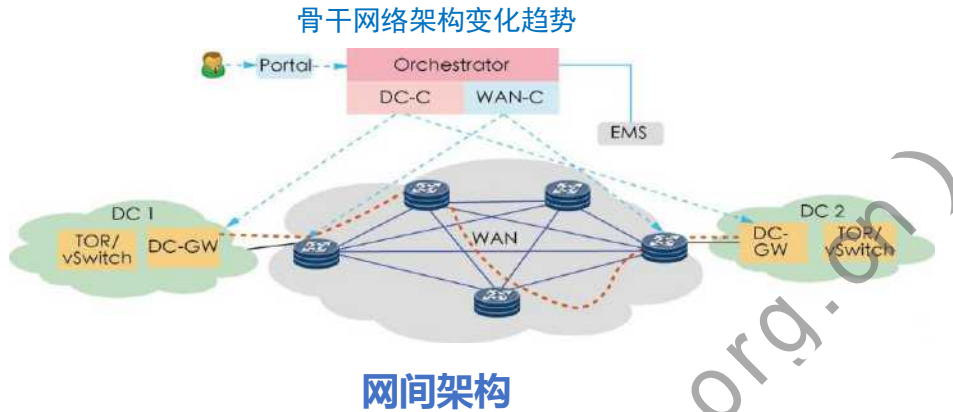 骨干网络架构变化趋势
Portal
Orchestrator
DC-C
WAN-C
EMS
DC 1
TOR/
vSwitch
DC-GW
WAN
DC 2
DC-
GW
TOR/
vSwitch
网间架构
org.cn)